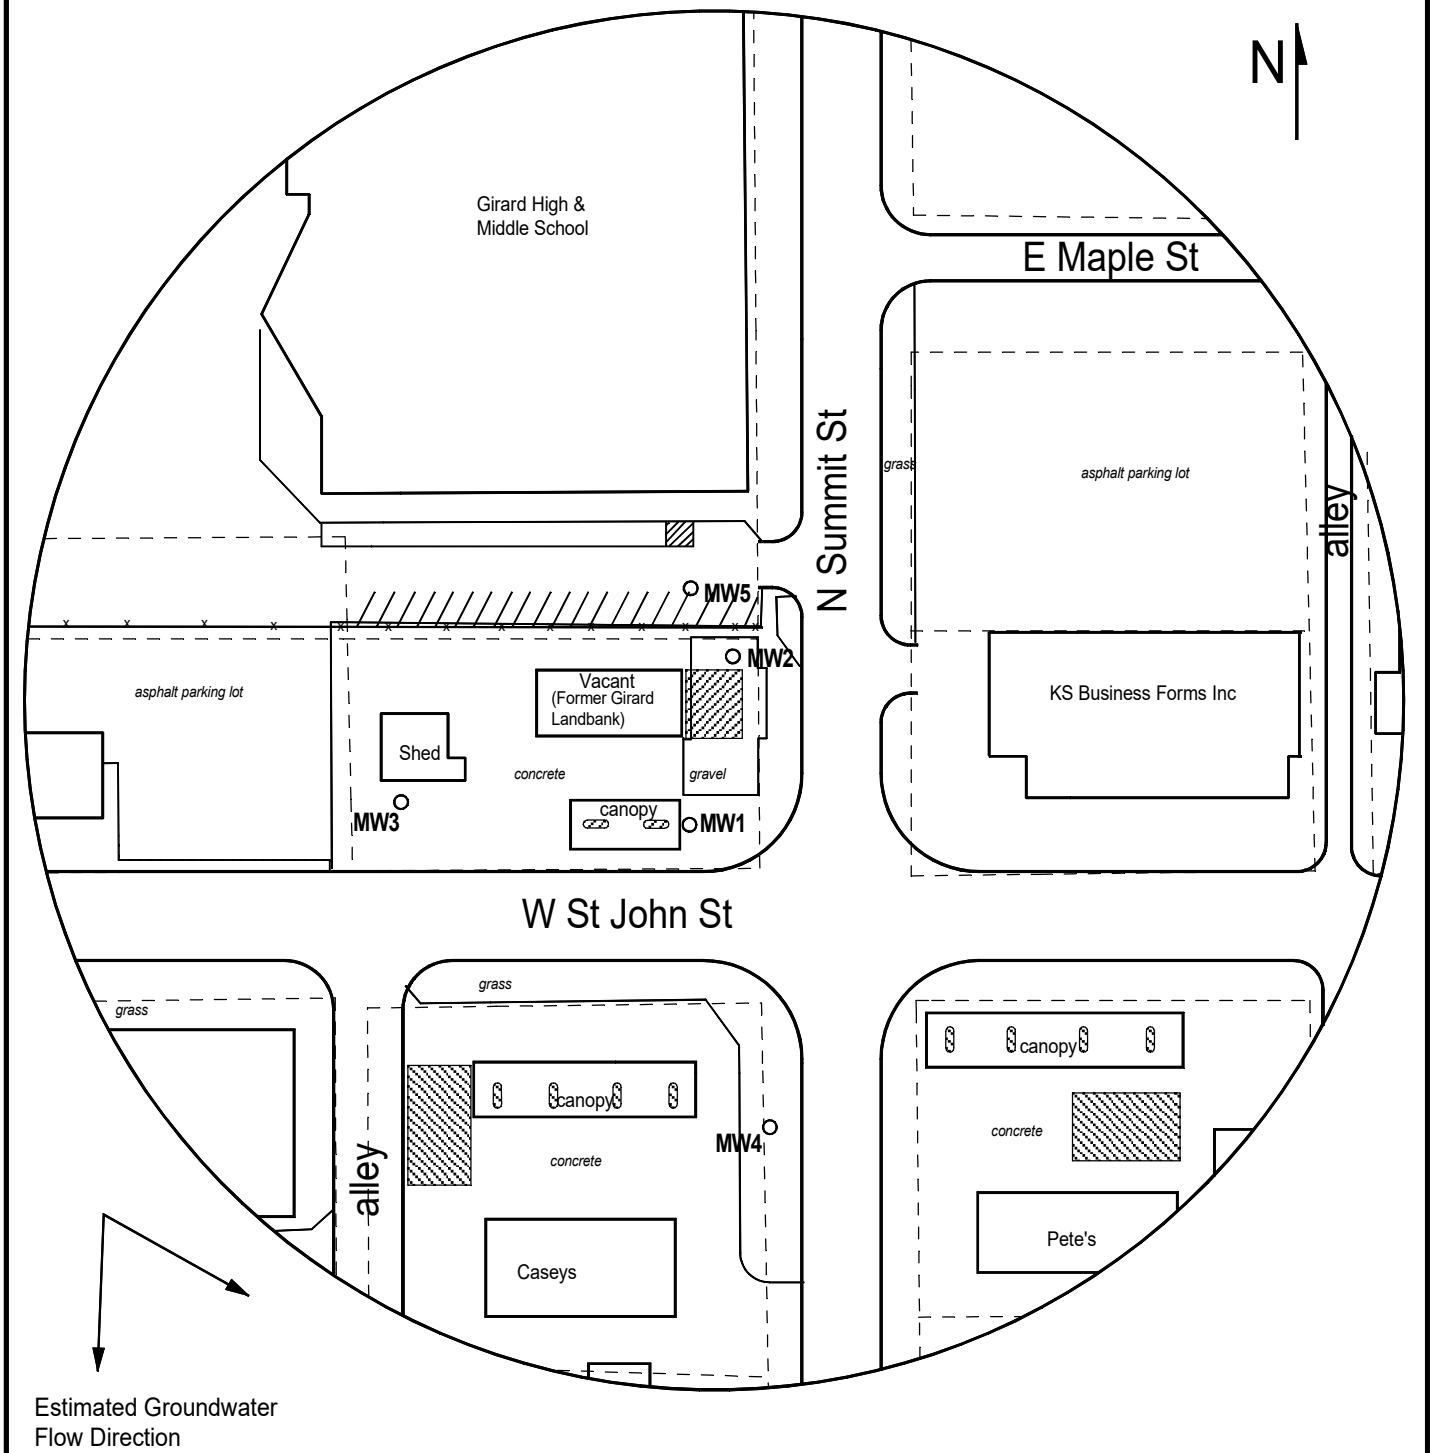 N
Girard High &
Middle School
E Maple St
N Summit St
grass
asphalt parking lot
alley
MW5
x x x x x x x x x x x x x x
MW2
asphalt parking lot
Vacant
(Former Girard
Landbank)
KS Business Forms Inc
Shed
concrete
gravel
canopy
MW3
MW1
W St John St
grass
grass
canopy
canopy
MW4
concrete
concrete
alley
Pete's
Caseys
Estimated Groundwater
Flow Direction